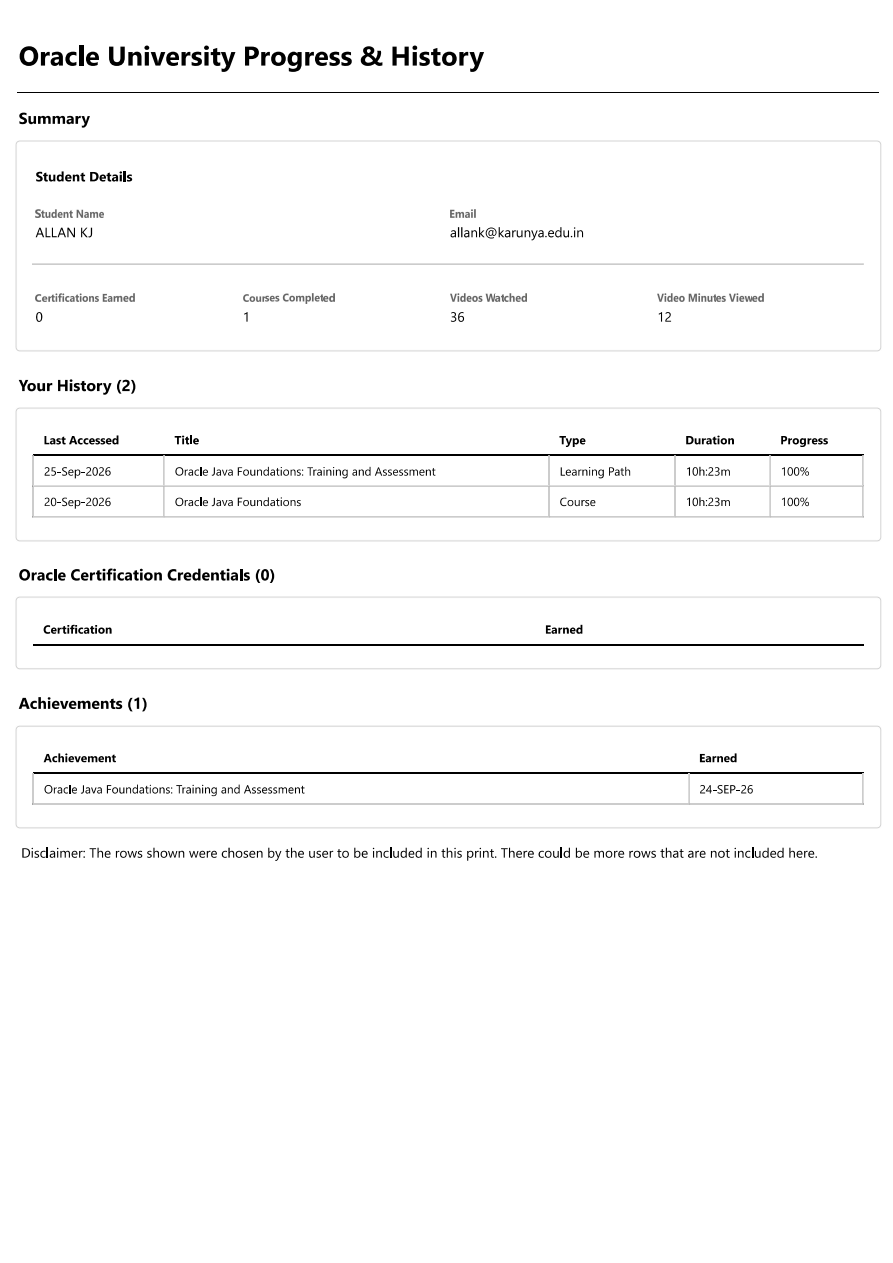 Oracle University Progress & History
Summary
Student Details
Student Name Email
ALLAN KJ allank@karunya.edu.in
Certifications Earned Courses Completed Videos Watched Video Minutes Viewed
0 1 36 12
Your History (2)
Last Accessed Title Type Duration Progress
25-Sep-2026 Oracle Java Foundations: Training and Assessment Learning Path 10h:23m 100%
20-Sep-2026 Oracle Java Foundations Course 10h:23m 100%
Oracle Certification Credentials (0)
Certification Earned
Achievements (1)
Achievement Earned
Oracle Java Foundations: Training and Assessment 24-SEP-26
Disclaimer: The rows shown were chosen by the user to be included in this print. There could be more rows that are not included here.